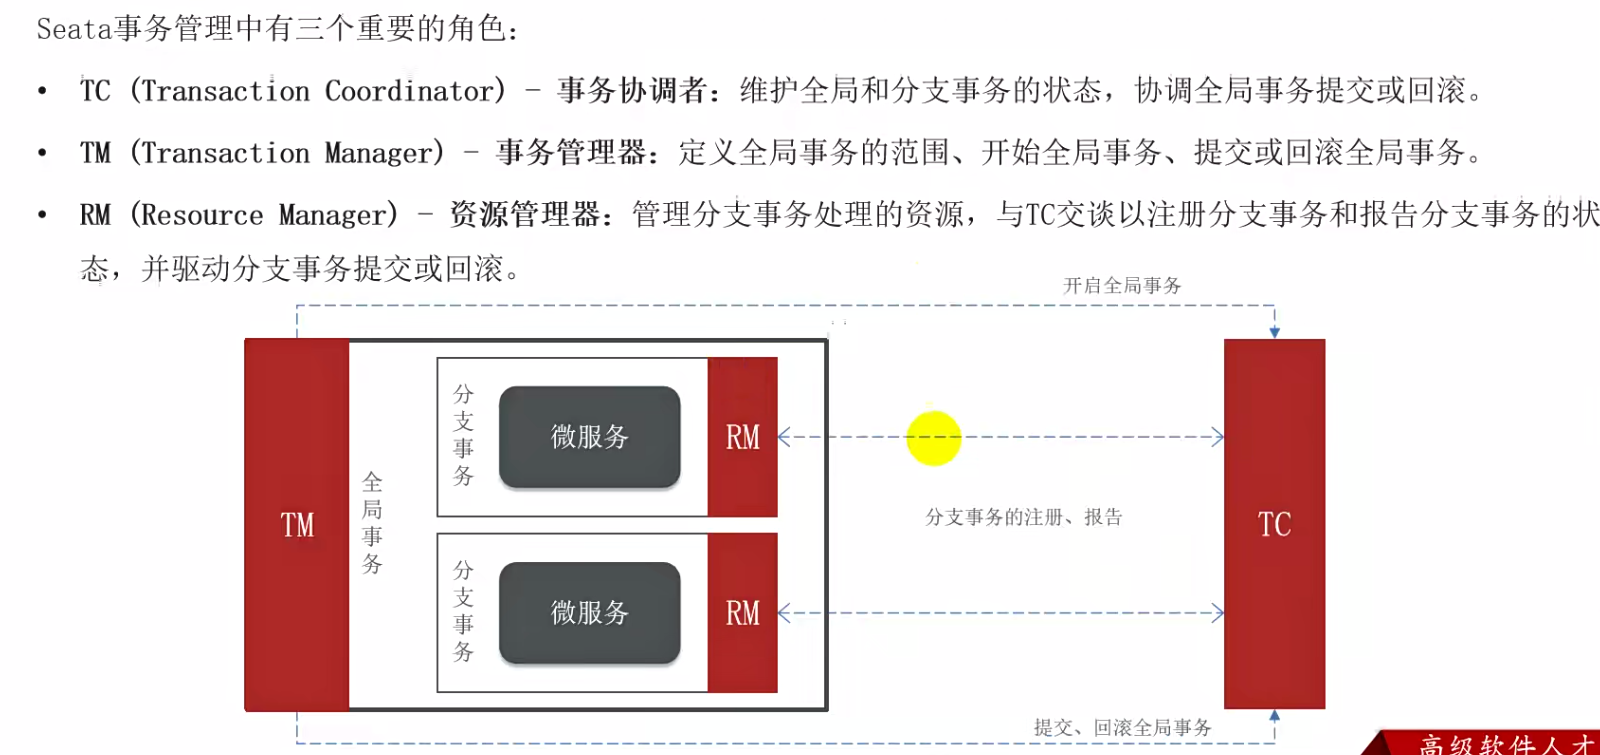 Seata事务管理中有三个重要的角色：
• TC (Transaction Coordinator) - 事务协调者：维护全局和分支事务的状态，协调全局事务提交或回滚。
• TM (Transaction Manager) - 事务管理器：定义全局事务的范围、开始全局事务、提交或回滚全局事务。
• RM (Resource Manager) - 资源管理器：管理分支事务处理的资源，与TC交谈以注册分支事务和报告分支事务的状
态，并驱动分支事务提交或回滚。
开启全局事务
TM
全局事务
分支事务
微服务
RM
分支事务的注册、报告
TC
分支事务
微服务
RM
提交、回滚全局事务
高级软件人才